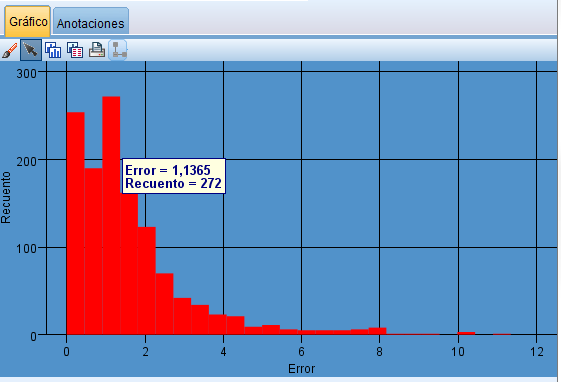 Gráfico Anotaciones
300
200
100
0
Recuento
Error = 1,1365
Recuento = 272
0 2 4 6 8 10 12
Error